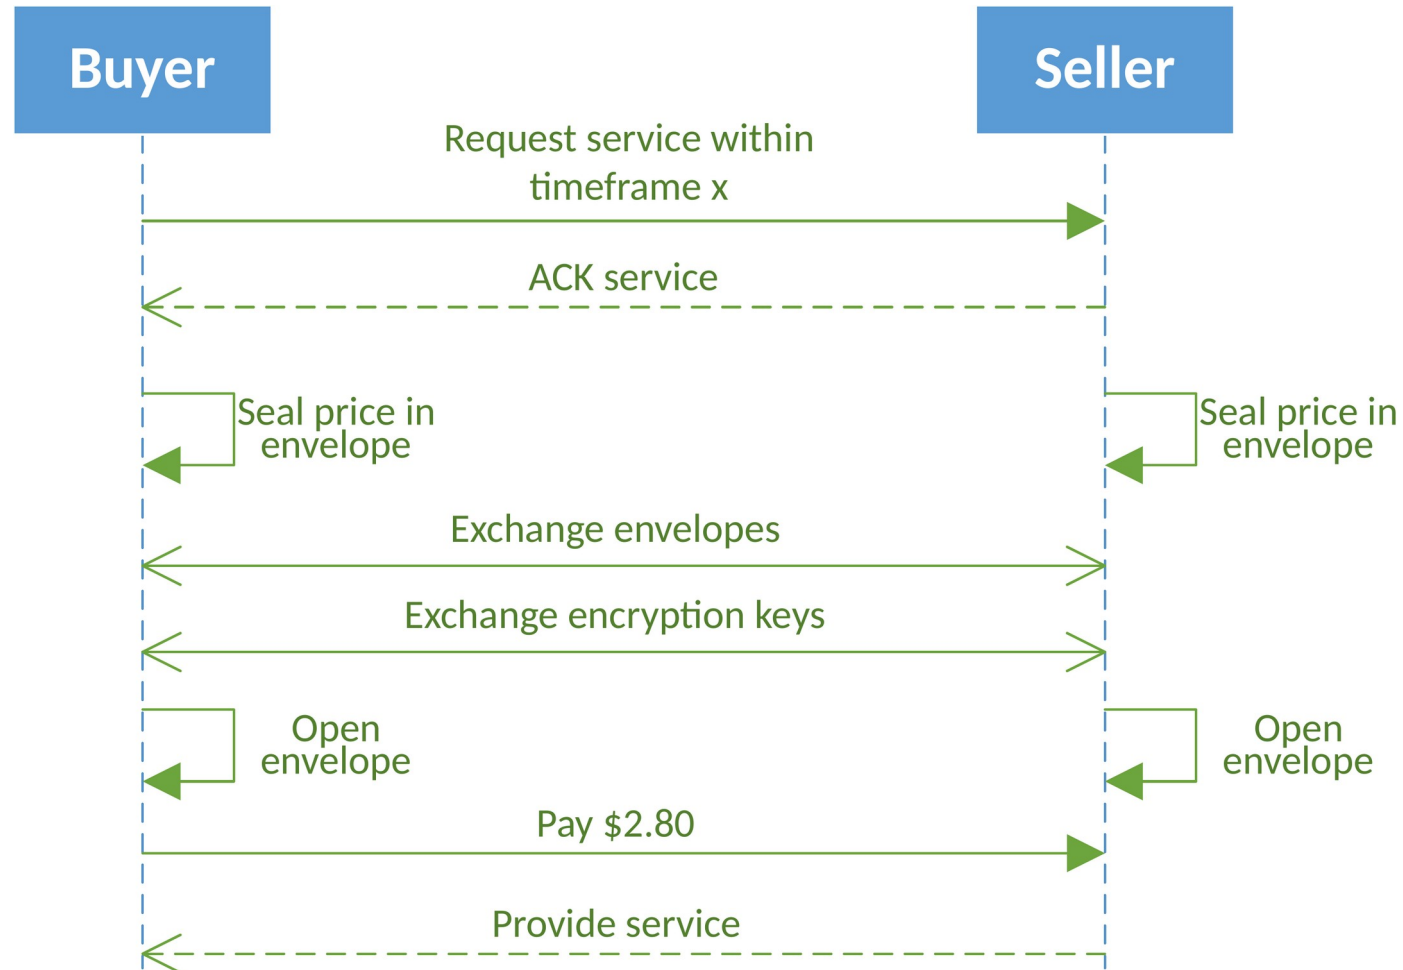 Buyer
Seller
Request service within
timeframe x
ACK service
Seal price in
envelope
Seal price in
envelope
Exchange envelopes
Exchange encryption keys
Open
envelope
Open
envelope
Pay $2.80
Provide service